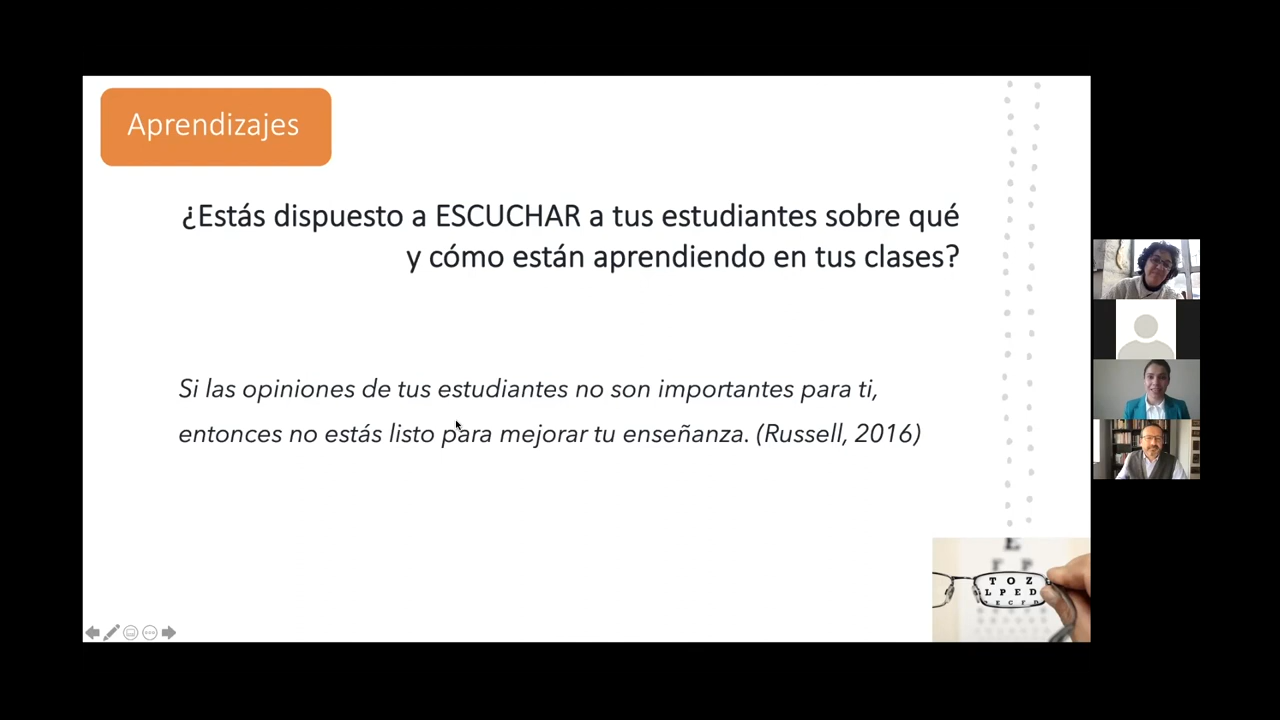 Aprendizajes
¿Estás dispuesto a ESCUCHAR a tus estudiantes sobre qué
y cómo están aprendiendo en tus clases?
Si las opiniones de tus estudiantes no son importantes para ti,
entonces no estás listo para mejorar tu enseñanza. (Russell, 2016)
E
T O Z
L P E D
E C F D